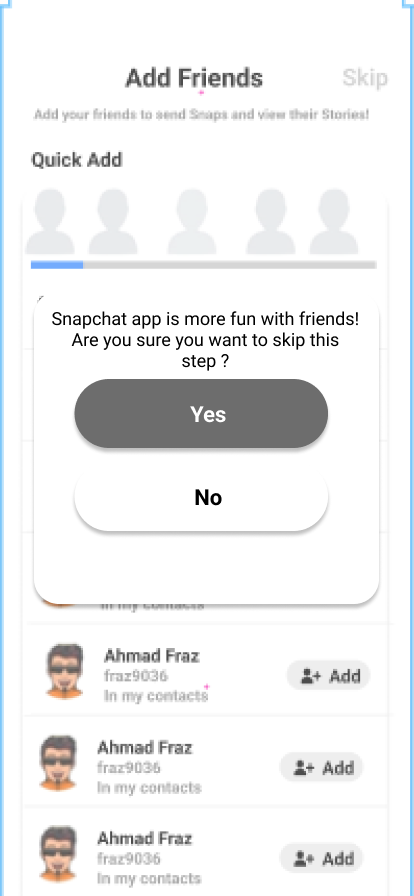 Add Friends
Skip
Add your friends to send Snaps and view their Stories!
Quick Add
Snapchat app is more fun with friends!
Are you sure you want to skip this
step ?
Yes
No
In my contacts
Ahmad Fraz
fraz9036
In my contacts
Add
Ahmad Fraz
fraz9036
In my contacts
Add
Ahmad Fraz
fraz9036
In my contacts
Add